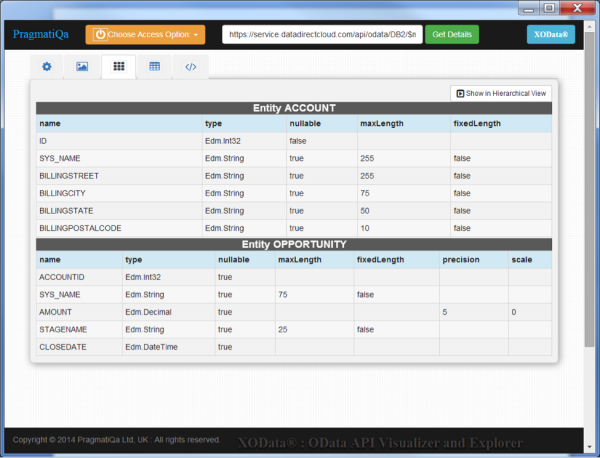 PragmatiQa Choose Access Option: https://service.datadirectcloud.com/api/odata/DB2/$m Get Details XOData®
Show in Hierarchical View
Entity ACCOUNT
name type nullable maxLength fixedLength
ID Edm.Int32 false
SYS_NAME Edm.String true 255 false
BILLINGSTREET Edm.String true 255 false
BILLINGCITY Edm.String true 75 false
BILLINGSTATE Edm.String true 50 false
BILLINGPOSTALCODE Edm.String true 10 false
Entity OPPORTUNITY
name type nullable maxLength fixedLength precision scale
ACCOUNTID Edm.Int32 true
SYS_NAME Edm.String true 75 false
AMOUNT Edm.Decimal true 5 0
STAGENAME Edm.String true 25 false
CLOSEDATE Edm.DateTime true
Copyright © 2014 PragmatiQa Ltd, UK : All rights reserved. XOData® : OData API Visualizer and Explorer